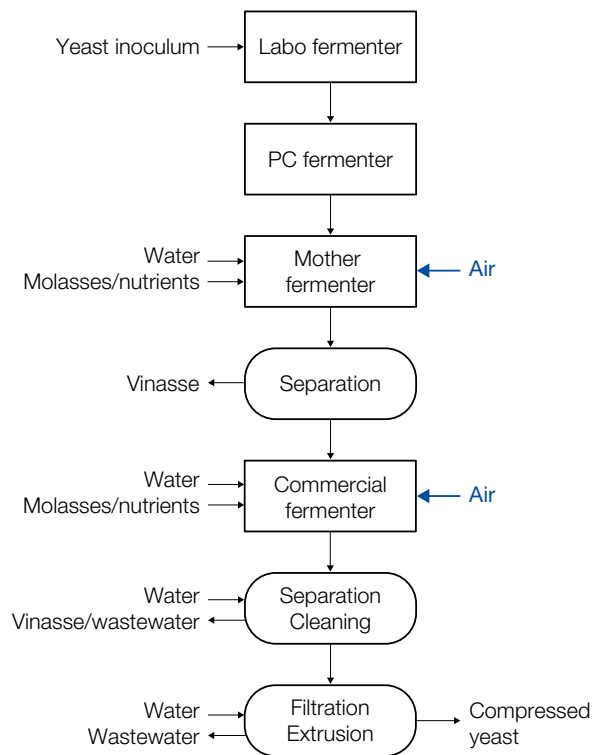 Yeast inoculum
Labo fermenter
PC fermenter
Water
Molasses/nutrients
Mother
fermenter
Air
Vinasse
Separation
Water
Molasses/nutrients
Commercial
fermenter
Air
Water
Vinasse/wastewater
Separation
Cleaning
Water
Wastewater
Filtration
Extrusion
Compressed
yeast